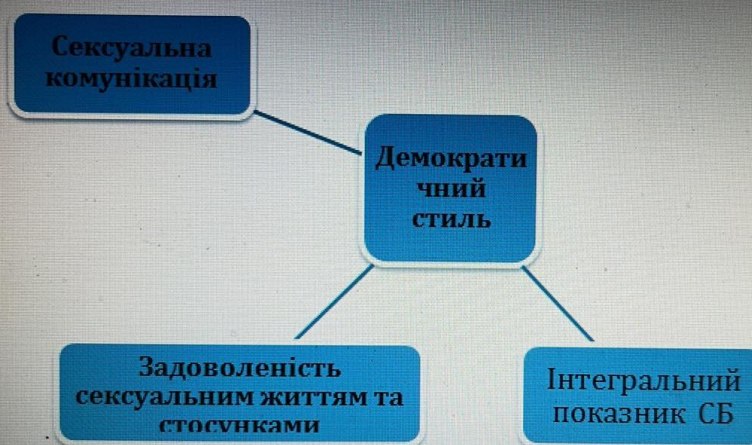 Сексуальна
комунікація
Демократи
чний
стиль
Задоволеність
сексуальним життям та
стосунками
Інтегральний
показник СБ